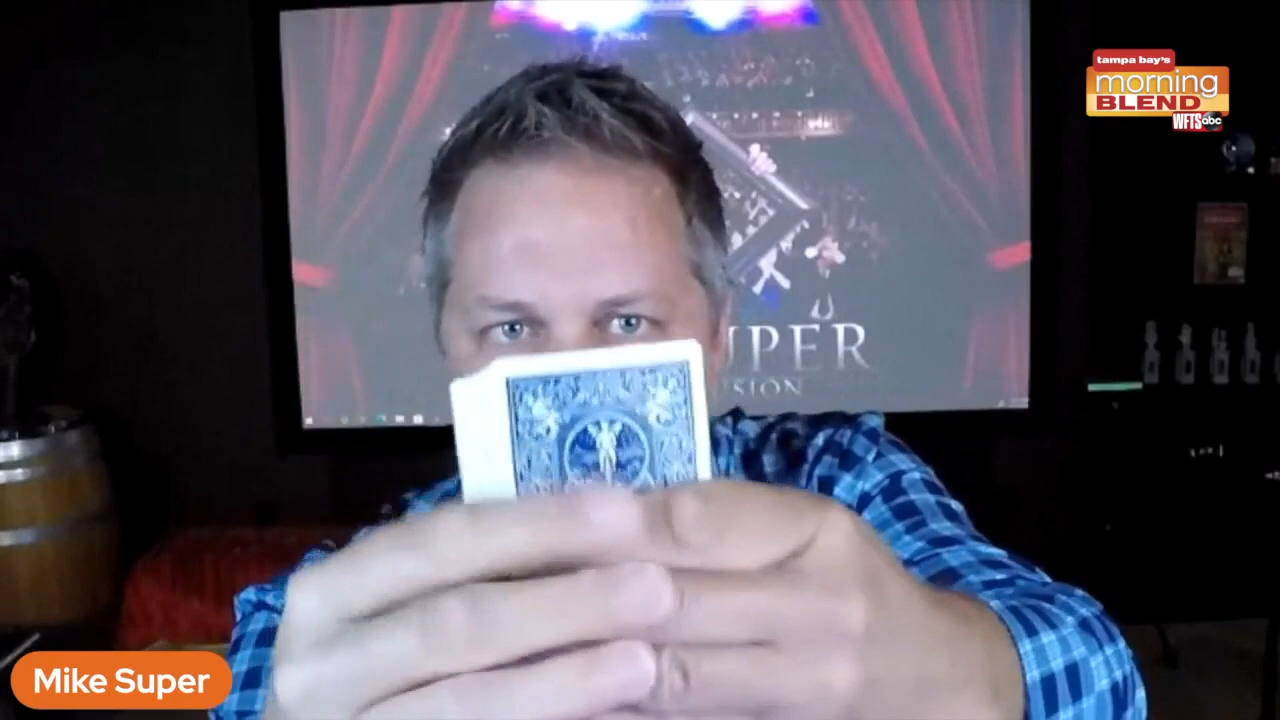 tampa bay's
morning
BLEND
WFTS abc
UPER
USION
Mike Super